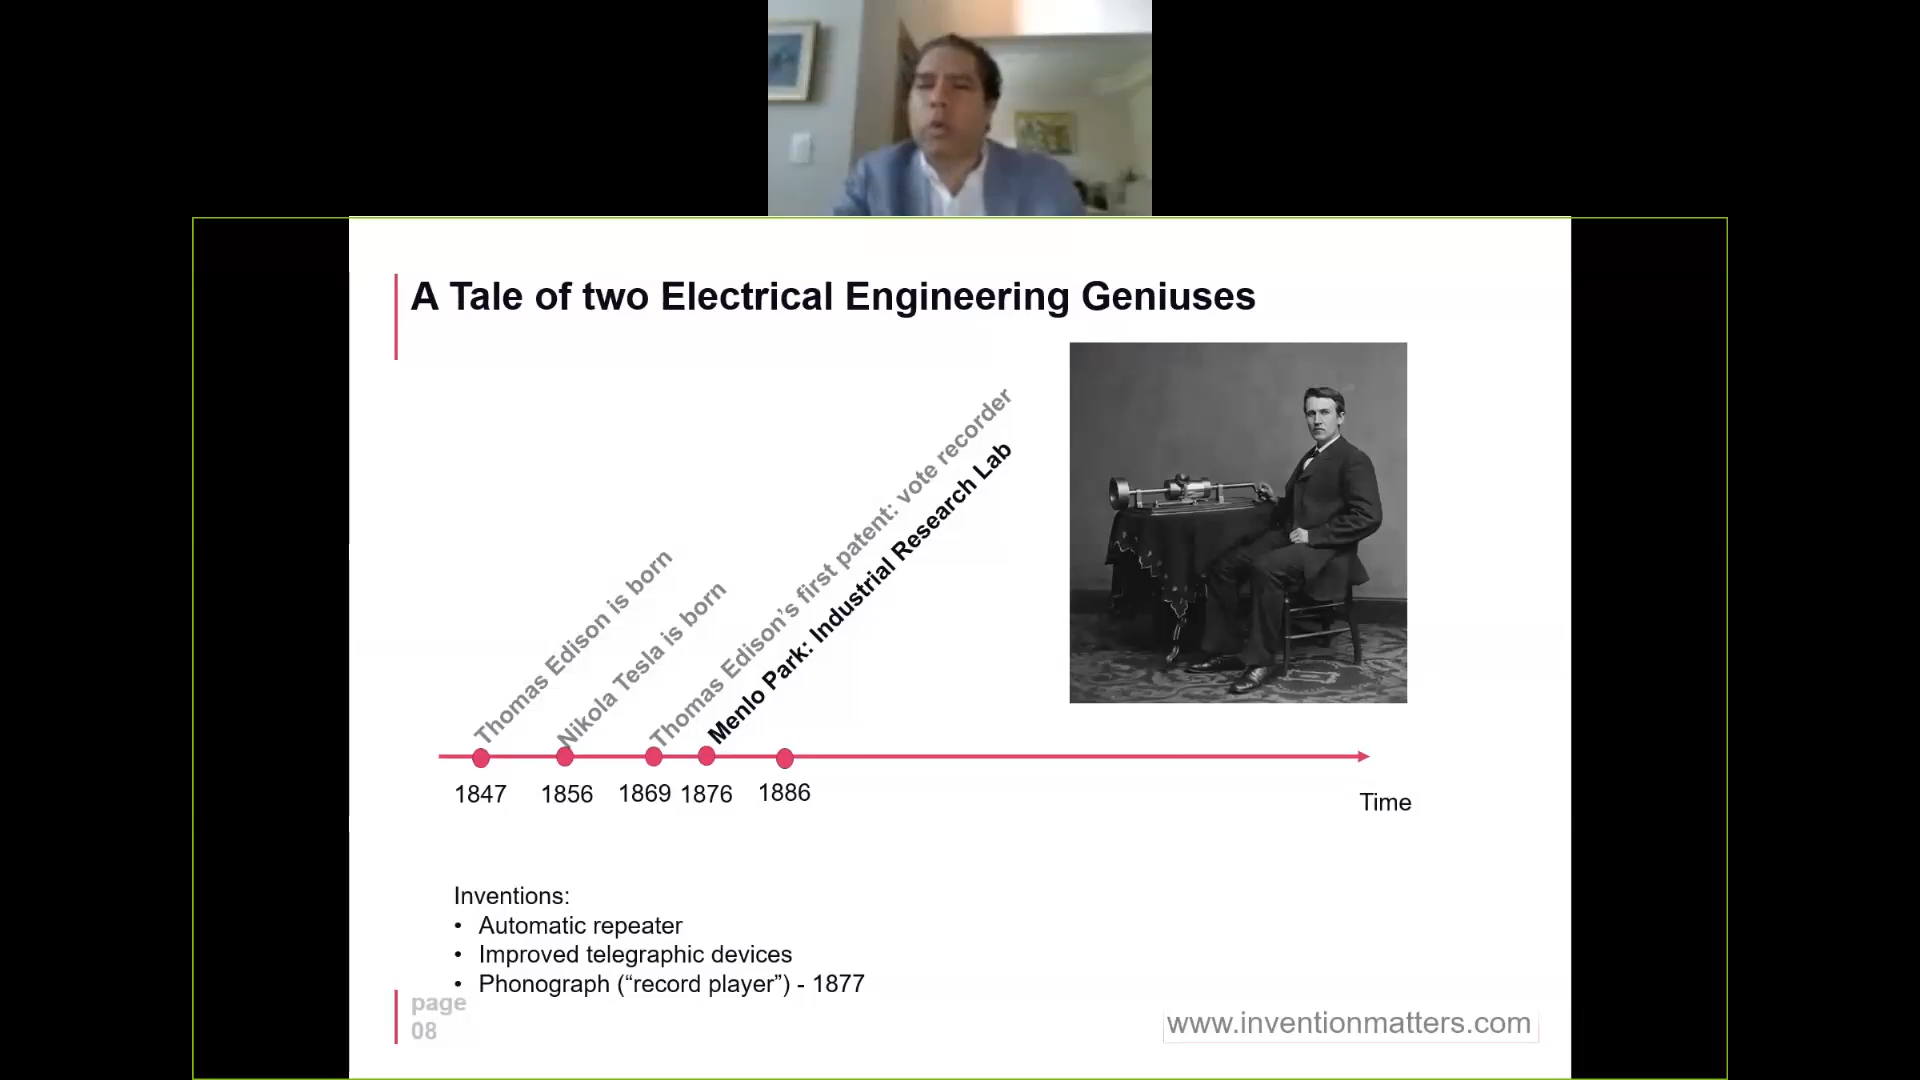 A Tale of two Electrical Engineering Geniuses
Thomas Edison is born
Nikola Tesla is born
Thomas Edison's first patent: vote recorder
Menlo Park: Industrial Research Lab
1847 1856 1869 1876 1886
Time
Inventions:
• Automatic repeater
• Improved telegraphic devices
• Phonograph (“record player”) - 1877
page
08
www.inventionmatters.com